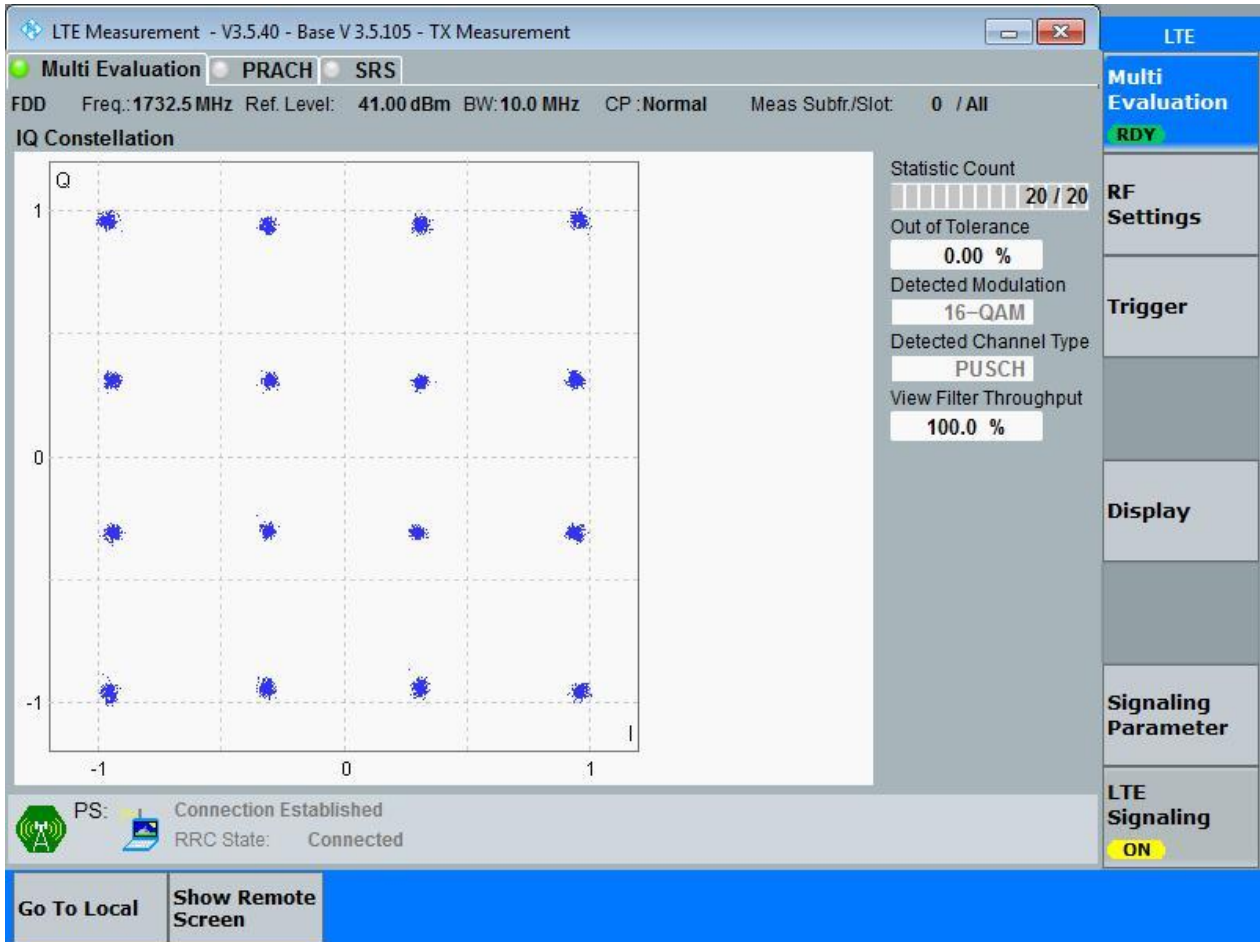 LTE Measurement - V3.5.40 - Base V 3.5.105 - TX Measurement
LTE
Multi Evaluation PRACH SRS
Multi
Evaluation
RDY
FDD Freq.: 1732.5 MHz Ref. Level: 41.00 dBm BW: 10.0 MHz CP : Normal Meas Subfr./Slot: 0 / All
IQ Constellation
Q
1
0
-1
I
-1 0 1
Statistic Count
20 / 20
Out of Tolerance
0.00 %
Detected Modulation
16-QAM
Detected Channel Type
PUSCH
View Filter Throughput
100.0 %
RF
Settings
Trigger
Display
Signaling
Parameter
LTE
Signaling
ON
PS: Connection Established
RRC State: Connected
Go To Local
Show Remote
Screen